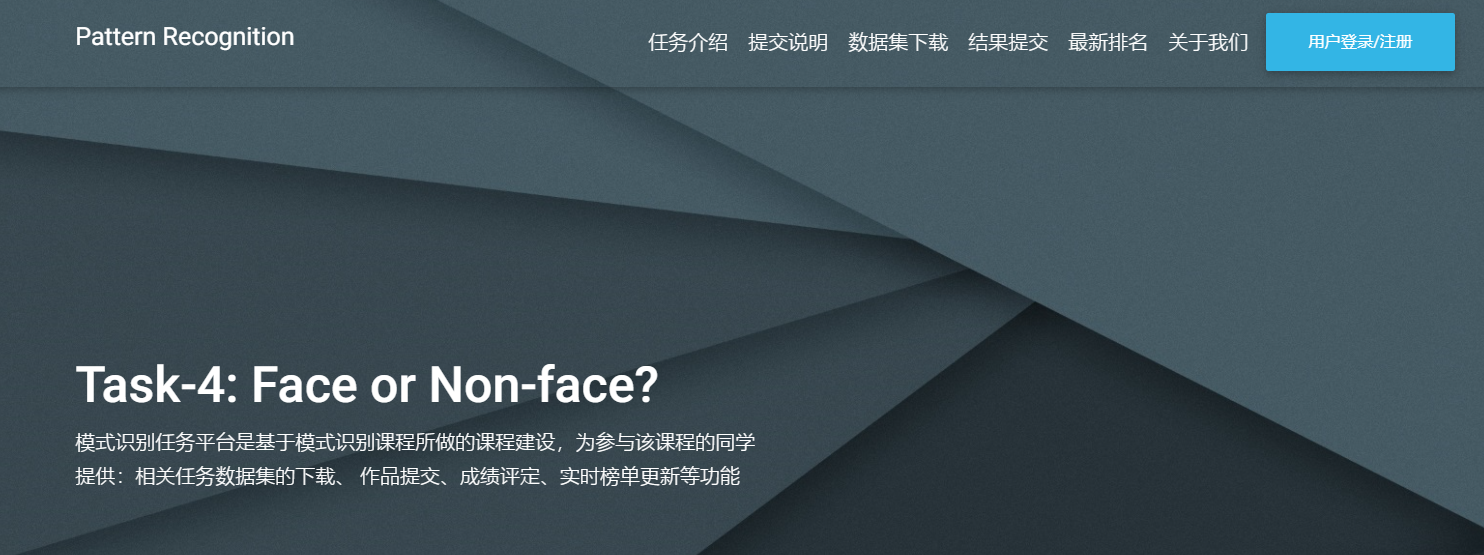 Pattern Recognition
任务介绍 提交说明 数据集下载 结果提交 最新排名 关于我们 用户登录/注册
Task-4: Face or Non-face?
模式识别任务平台是基于模式识别课程所做的课程建设，为参与该课程的同学
提供：相关任务数据集的下载、 作品提交、成绩评定、实时榜单更新等功能